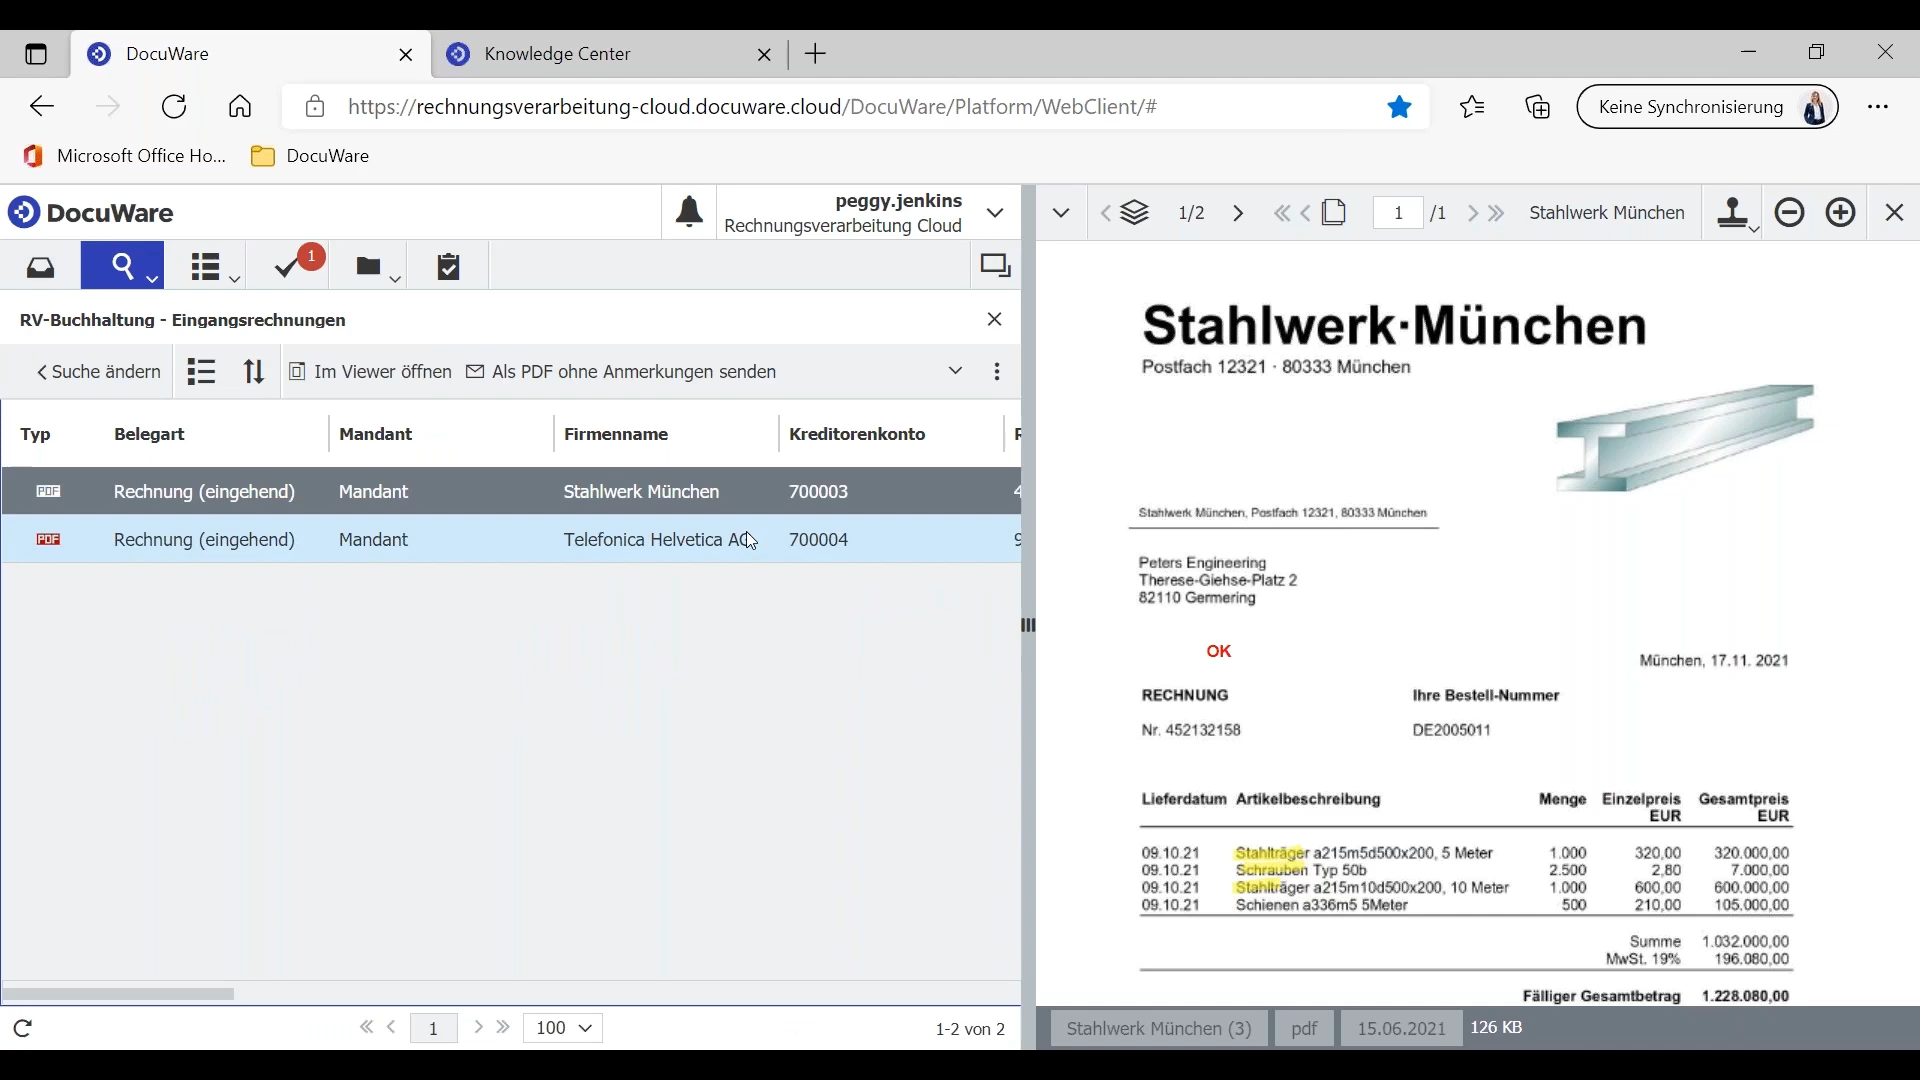 DocuWare
Knowledge Center
https://rechnungsverarbeitung-cloud.docuware.cloud/DocuWare/Platform/WebClient/#
Keine Synchronisierung
Microsoft Office Ho...
DocuWare
DocuWare
peggy.jenkins
Rechnungsverarbeitung Cloud
1
RV-Buchhaltung - Eingangsrechnungen
Suche ändern
Im Viewer öffnen
Als PDF ohne Anmerkungen senden
Typ Belegart Mandant Firmenname Kreditorenkonto
PDF Rechnung (eingehend) Mandant Stahlwerk München 700003 4
PDF Rechnung (eingehend) Mandant Telefonica Helvetica AG 700004 9
1
100
1-2 von 2
1/2
1 /1
Stahlwerk München
Stahlwerk·München
Postfach 12321 · 80333 München
Stahlwerk München, Postfach 12321, 80333 München
Peters Engineering
Therese-Giehse-Platz 2
82110 Germering
OK
München, 17.11. 2021
RECHNUNG Ihre Bestell-Nummer
Nr. 452132158 DE2005011
Lieferdatum Artikelbeschreibung Menge Einzelpreis Gesamtpreis
EUR EUR
09.10.21 Stahlträger a215m5d500x200, 5 Meter 1.000 320,00 320.000,00
09.10.21 Schrauben Typ 50b 2.500 2,80 7.000,00
09.10.21 Stahlträger a215m10d500x200, 10 Meter 1.000 600,00 600.000,00
09.10.21 Schienen a336m5 5Meter 500 210,00 105.000,00
Summe 1.032.000,00
MwSt. 19% 196.080,00
Fälliger Gesamtbetrag 1.228.080,00
Stahlwerk München (3)
pdf
15.06.2021
126 KB